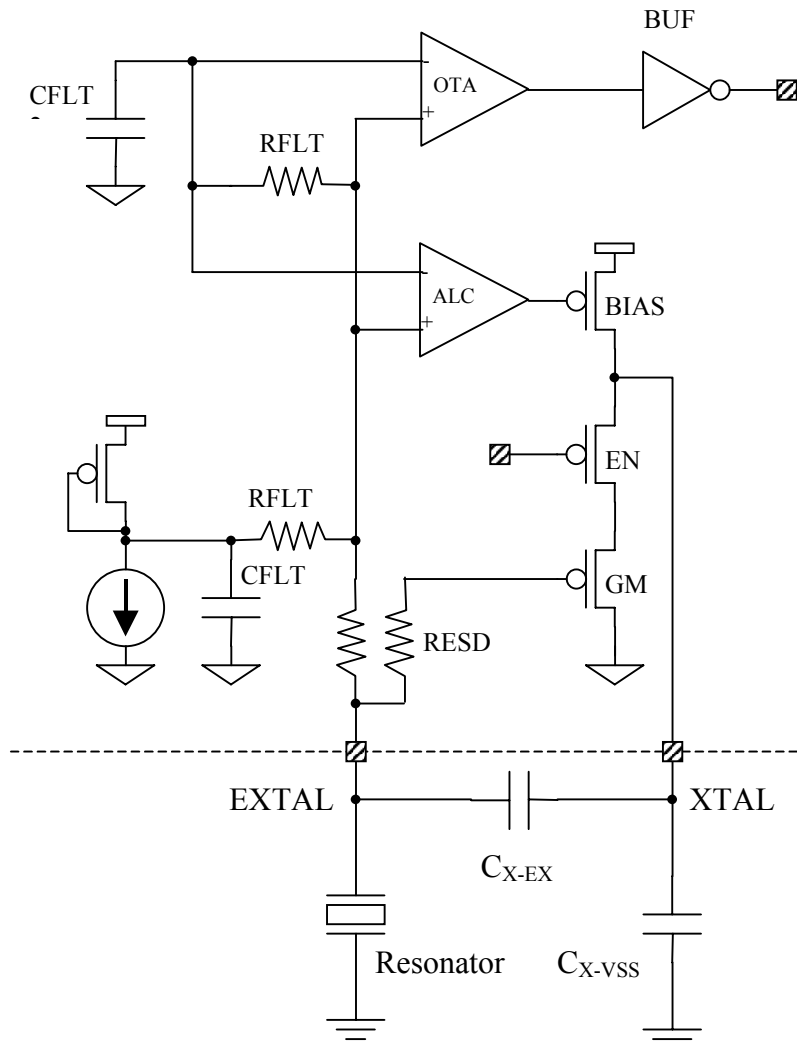 BUF
CFLT
-
OTA
+
RFLT
-
ALC
+
BIAS
EN
RFLT
CFLT
GM
RESD
EXTAL
XTAL
CX-EX
Resonator
CX-VSS